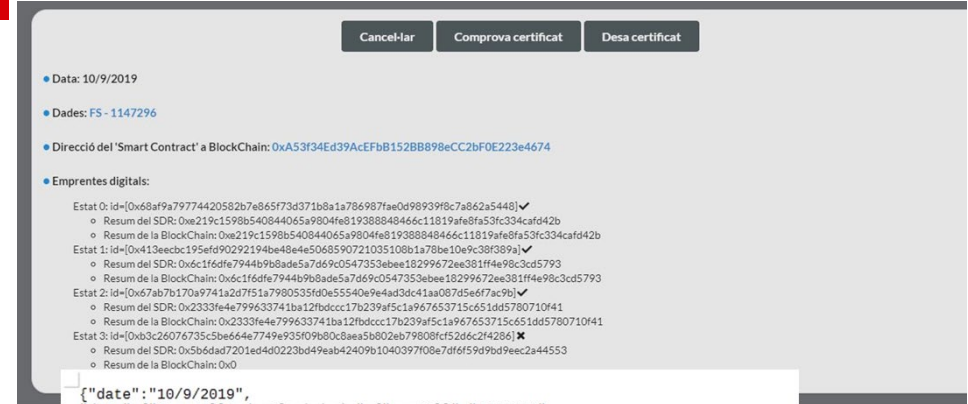 Cancel·lar Comprova certificat Desa certificat
Data: 10/9/2019
Dades: FS - 1147296
Direcció del 'Smart Contract' a BlockChain: 0xA53f34Ed39AcEFbB152BB898eCC2bF0E223e4674
Emprentes digitals:
Estat 0: id=[0x68af9a79774420582b7e865f73d371b8a1a786987fae0d98939f8c7a862a5448]✔
Resum del SDR: 0xe219c1598b540844065a9804fe819388848466c11819afe8fa53fc334cafd42b
Resum de la BlockChain: 0xe219c1598b540844065a9804fe819388848466c11819afe8fa53fc334cafd42b
Estat 1: id=[0x413eecbc195efd90292194be48e4e5068590721035108b1a78be10e9c38f389a]✔
Resum del SDR: 0x6c1f6dfe7944b9b8ade5a7d69c0547353ebee18299672ee381ff4e98c3cd5793
Resum de la BlockChain: 0x6c1f6dfe7944b9b8ade5a7d69c0547353ebee18299672ee381ff4e98c3cd5793
Estat 2: id=[0x67ab7b170a9741a2d7f51a7980535fd0e55540e9e4ad3dc41aa087d5e6f7ac9b]✔
Resum del SDR: 0x2333fe4e799633741ba12fbdccc17b239af5c1a967653715c651dd5780710f41
Resum de la BlockChain: 0x2333fe4e799633741ba12fbdccc17b239af5c1a967653715c651dd5780710f41
Estat 3: id=[0xb3c26076735c5be664e7749e935f09b80c8aea5b802eb79808fcf52d6c2f4286]✖
Resum del SDR: 0x5b6dad7201ed4d0223bd49eab42409b1040397f08e7df6f59d9bd9eec2a44553
Resum de la BlockChain: 0x0
{"date":"10/9/2019",